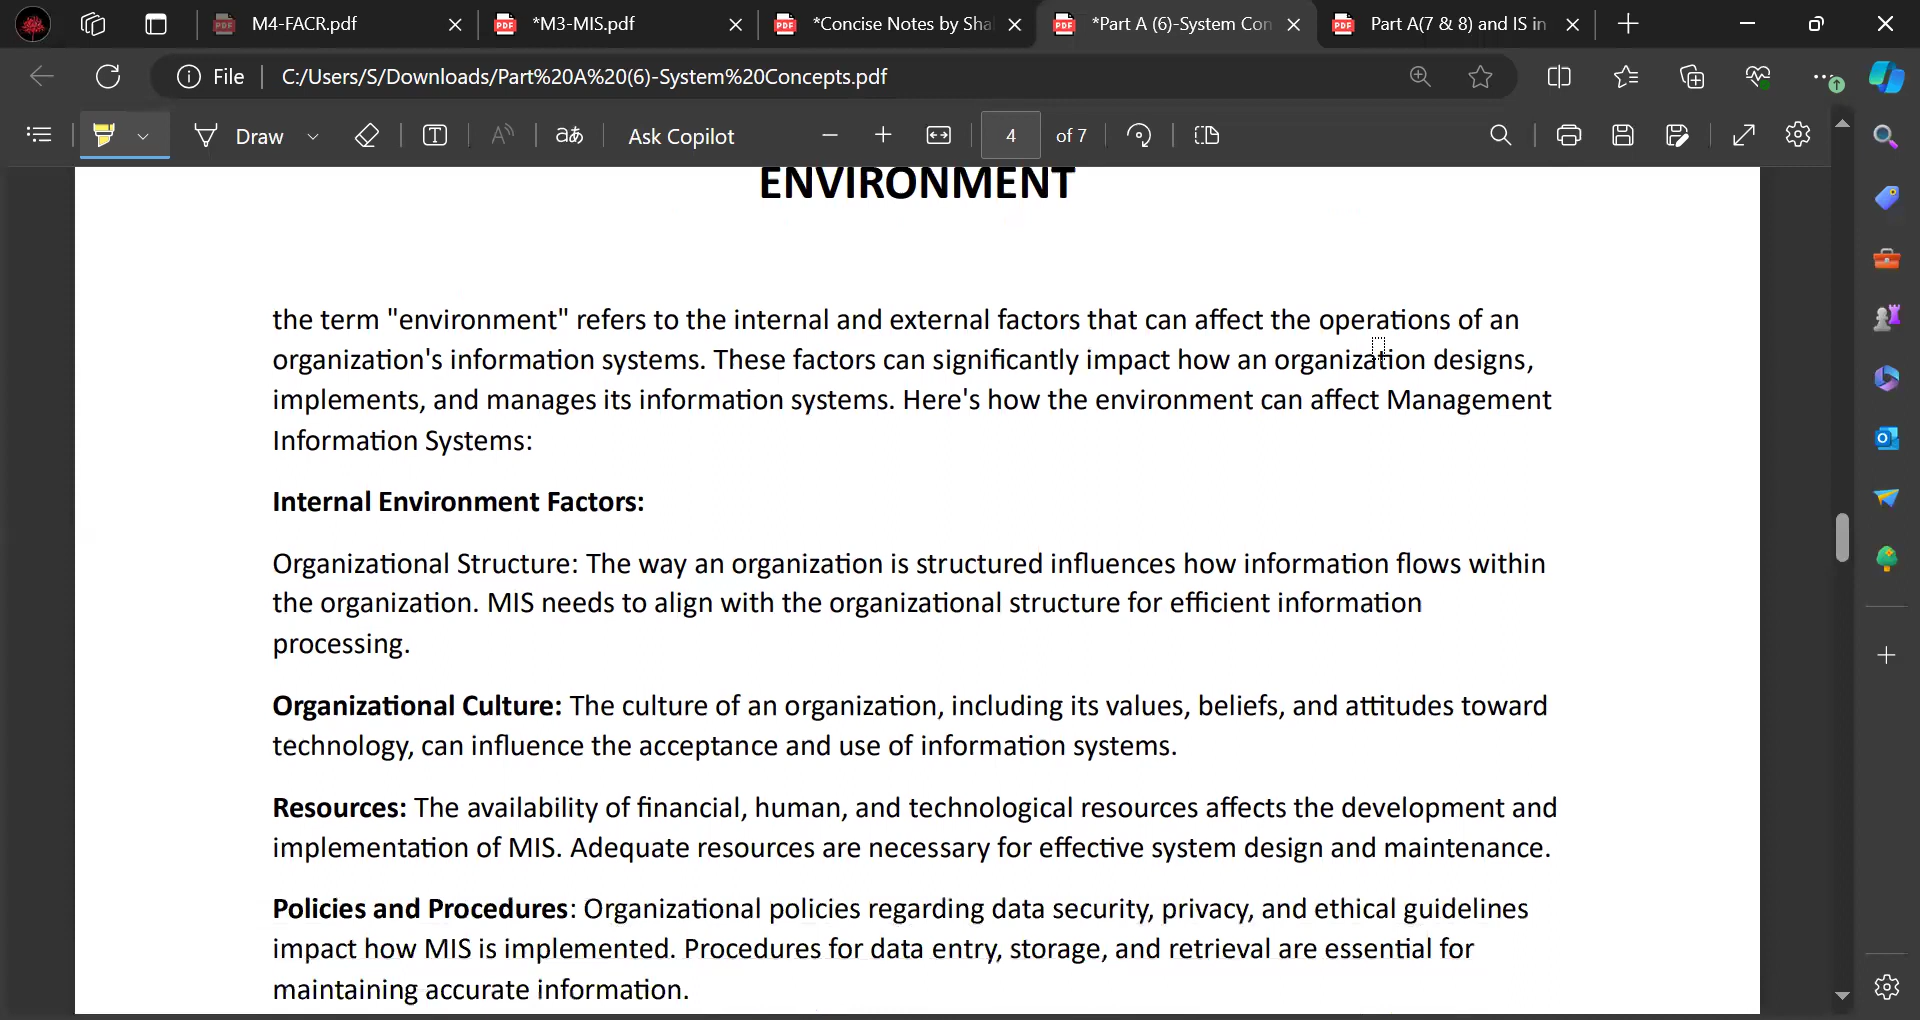 M4-FACR.pdf
*M3-MIS.pdf
*Concise Notes by Sha
*Part A (6)-System Con
Part A(7 & 8) and IS in
File
C:/Users/S/Downloads/Part%20A%20(6)-System%20Concepts.pdf
Draw
Ask Copilot
4
of 7
ENVIRONMENT
the term "environment" refers to the internal and external factors that can affect the operations of an
organization's information systems. These factors can significantly impact how an organization designs,
implements, and manages its information systems. Here's how the environment can affect Management
Information Systems:
Internal Environment Factors:
Organizational Structure: The way an organization is structured influences how information flows within
the organization. MIS needs to align with the organizational structure for efficient information
processing.
Organizational Culture: The culture of an organization, including its values, beliefs, and attitudes toward
technology, can influence the acceptance and use of information systems.
Resources: The availability of financial, human, and technological resources affects the development and
implementation of MIS. Adequate resources are necessary for effective system design and maintenance.
Policies and Procedures: Organizational policies regarding data security, privacy, and ethical guidelines
impact how MIS is implemented. Procedures for data entry, storage, and retrieval are essential for
maintaining accurate information.